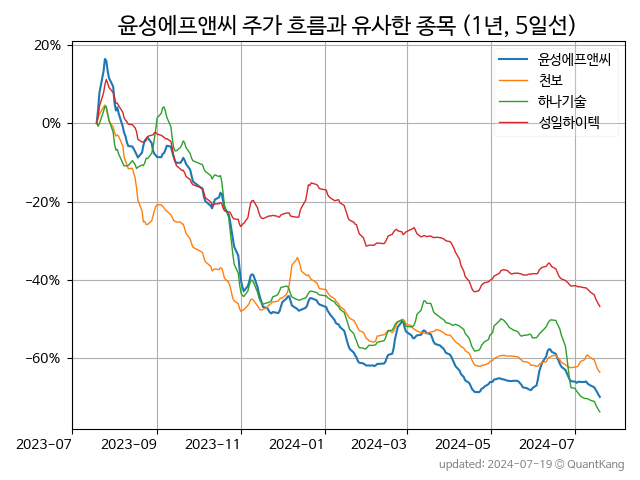 윤성에프앤씨 주가 흐름과 유사한 종목 (1년, 5일선)
윤성에프앤씨
천보
하나기술
성일하이텍
20%
0%
−20%
−40%
−60%
2023-07 2023-09 2023-11 2024-01 2024-03 2024-05 2024-07
updated: 2024-07-19 © QuantKang